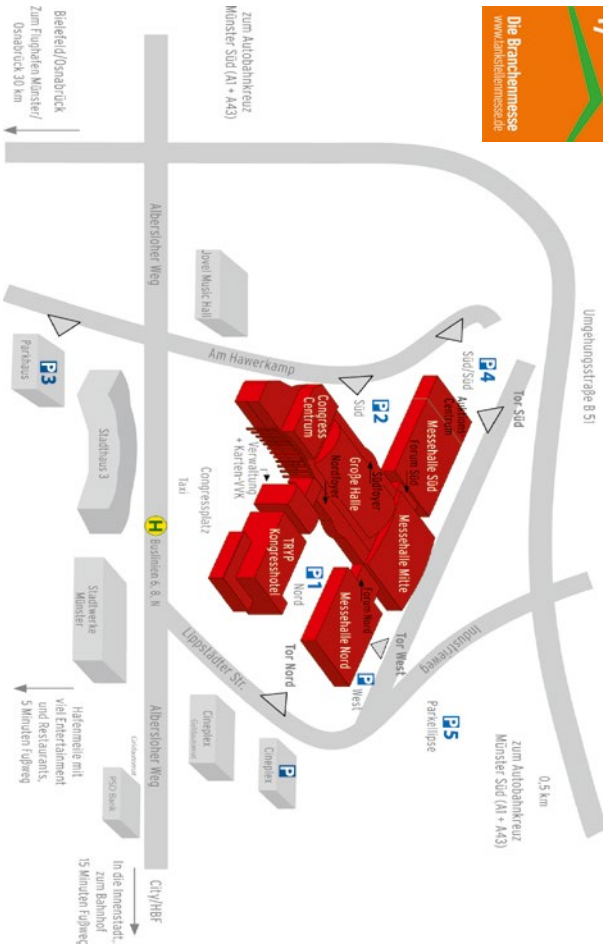 Die Branchenmesse
www.tankstellenmesse.de
Umgehungsstraße B 51
zum Autobahnkreuz
Münster Süd (A1 + A43)
Bielefeld/Osnabrück
Zum Flughafen Münster/
Osnabrück 30 km
Albersloher Weg
Jovel Music Hall
Am Hawerkamp
P3
Parkhaus
Stadthaus 3
P4
Süd/Süd
Tor Süd
P2
Süd
Centrum
Messehalle Süd
Forum Süd
Congress
Centrum
Große Halle
Südfoyer
Nordfoyer
Messehalle Mitte
Verwaltung
+ Karten-VVK
Congressplatz
Taxi
TRYP
Kongresshotel
P1
Nord
Messehalle Nord
Forum Nord
Tor West
P
West
Industrieweg
P5
Parkellipse
0,5 km
zum Autobahnkreuz
Münster Süd (A1 + A43)
H
Buslinien 6, 8, N
Stadtwerke
Münster
Lippstädter Str.
Tor Nord
Cineplex
P
Cineplex
Albersloher Weg
Hafenmeile mit
viel Entertainment
und Restaurants,
5 Minuten Fußweg
PSD Bank
City/HBF
In die Innenstadt,
zum Bahnhof
15 Minuten Fußweg